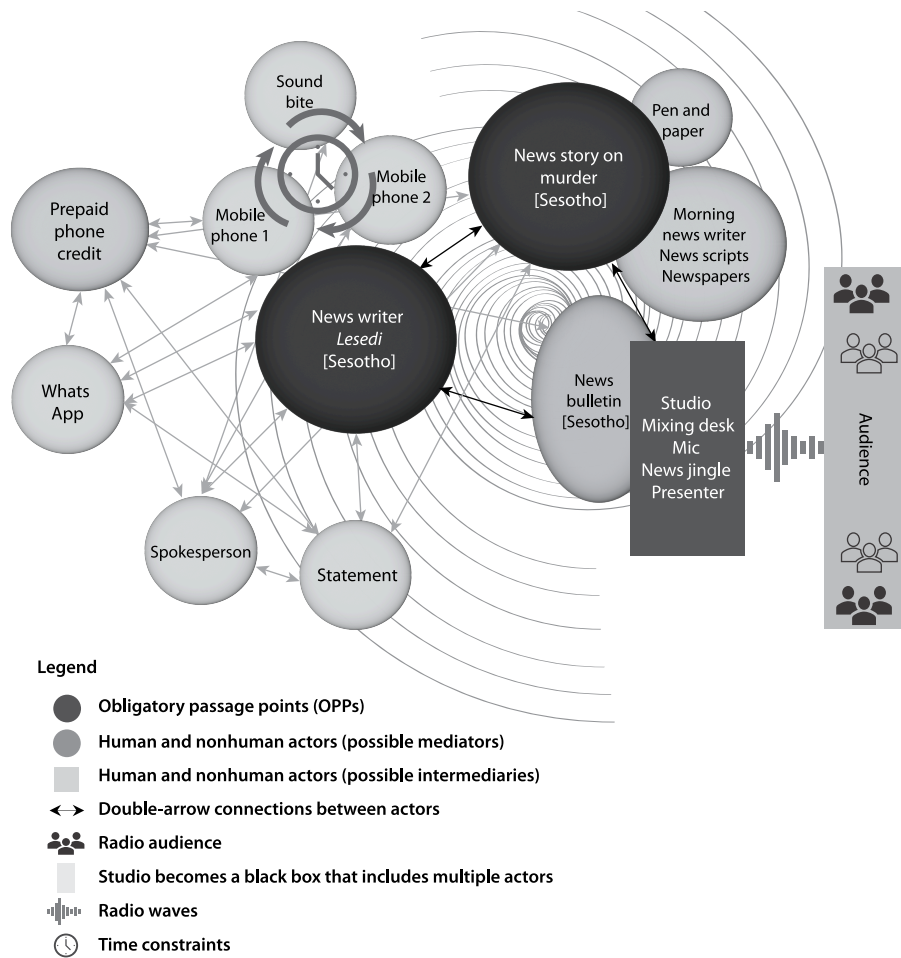 Sound
bite
Pen and
paper
News story on
murder
[Sesotho]
Mobile
phone 2
Prepaid
phone
credit
Mobile
phone 1
Morning
news writer
News scripts
Newspapers
News writer
Lesedi
[Sesotho]
Whats
App
News
bulletin
[Sesotho]
Studio
Mixing desk
Mic
News jingle
Presenter
Audience
Spokesperson
Statement
Legend
Obligatory passage points (OPPs)
Human and nonhuman actors (possible mediators)
Human and nonhuman actors (possible intermediaries)
Double-arrow connections between actors
Radio audience
Studio becomes a black box that includes multiple actors
Radio waves
Time constraints